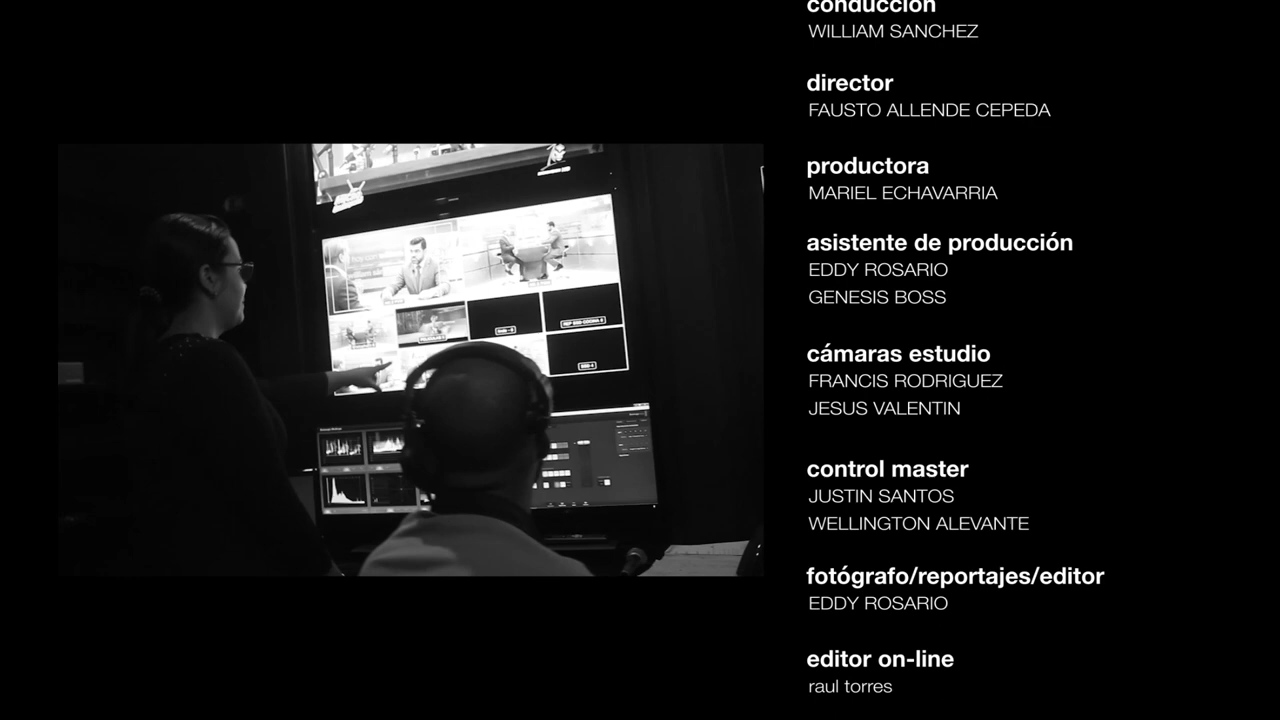 conducción
WILLIAM SANCHEZ
director
FAUSTO ALLENDE CEPEDA
productora
MARIEL ECHAVARRIA
asistente de producción
EDDY ROSARIO
GENESIS BOSS
cámaras estudio
FRANCIS RODRIGUEZ
JESUS VALENTIN
control master
JUSTIN SANTOS
WELLINGTON ALEVANTE
fotógrafo/reportajes/editor
EDDY ROSARIO
editor on-line
raul torres